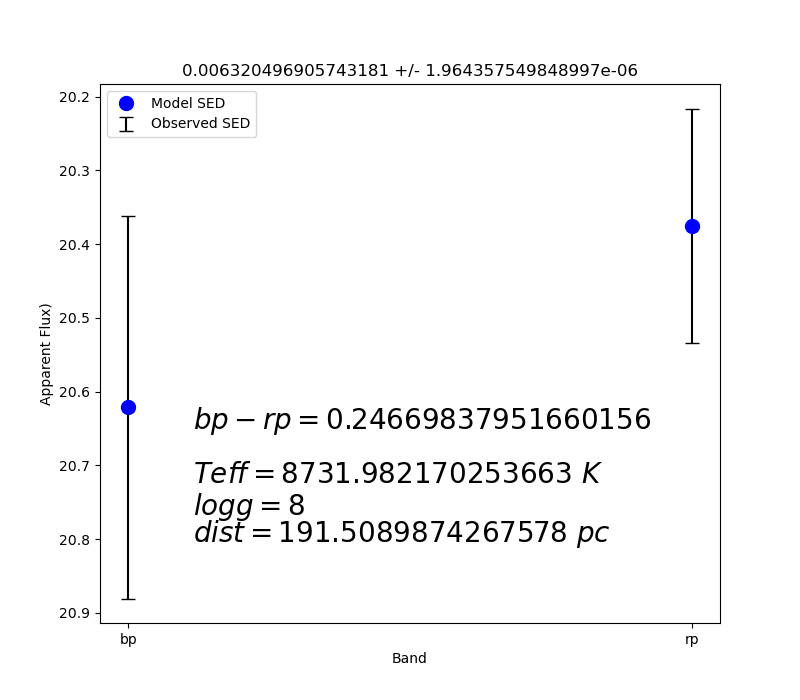 0.006320496905743181 +/- 1.964357549848997e-06
Model SED
Observed SED
20.2
20.3
20.4
20.5
20.6
20.7
20.8
20.9
Apparent Flux)
bp − rp = 0.24669837951660156
Teff = 8731.982170253663 K
logg = 8
dist = 191.5089874267578 pc
bp
rp
Band